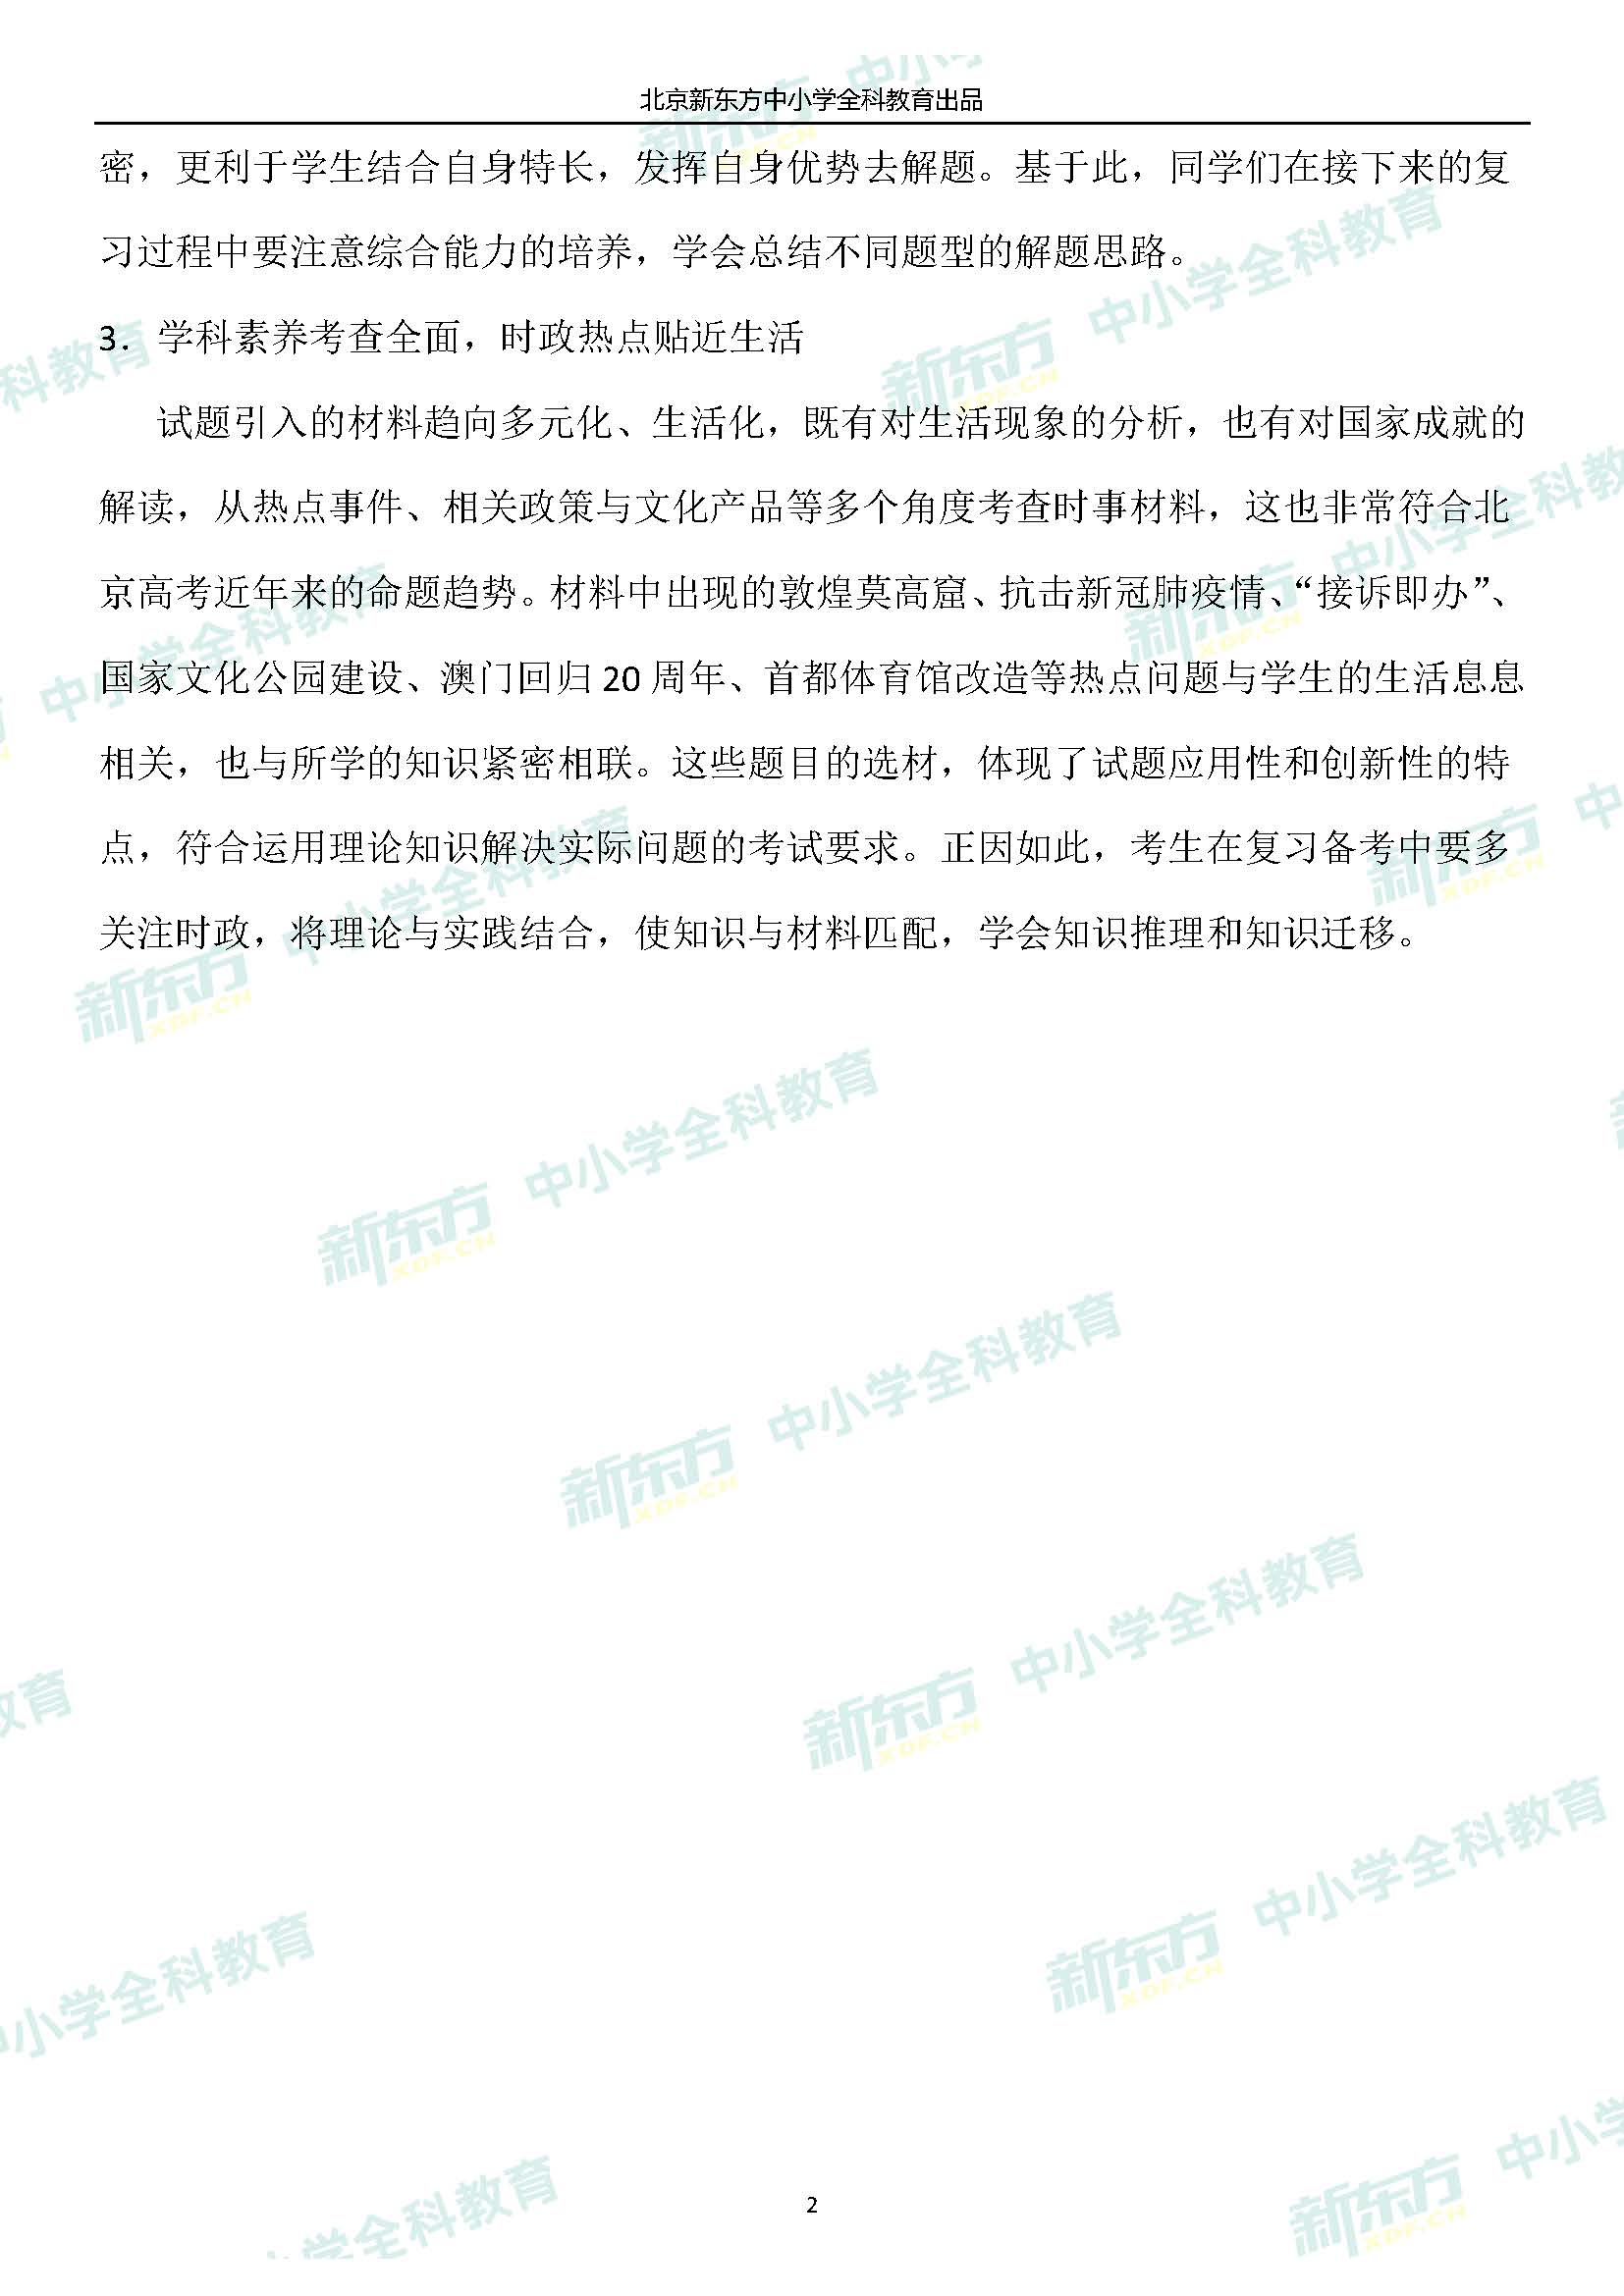 北京新东方中小学全科教育出品
密，更利于学生结合自身特长，发挥自身优势去解题。基于此，同学们在接下来的复
习过程中要注意综合能力的培养，学会总结不同题型的解题思路。
3. 学科素养考查全面，时政热点贴近生活
试题引入的材料趋向多元化、生活化，既有对生活现象的分析，也有对国家成就的
解读，从热点事件、相关政策与文化产品等多个角度考查时事材料，这也非常符合北
京高考近年来的命题趋势。材料中出现的敦煌莫高窟、抗击新冠肺疫情、“接诉即办”、
国家文化公园建设、澳门回归 20 周年、首都体育馆改造等热点问题与学生的生活息息
相关，也与所学的知识紧密相联。这些题目的选材，体现了试题应用性和创新性的特
点，符合运用理论知识解决实际问题的考试要求。正因如此，考生在复习备考中要多
关注时政，将理论与实践结合，使知识与材料匹配，学会知识推理和知识迁移。
新东方 XDF.CN 中小学全科教育
2